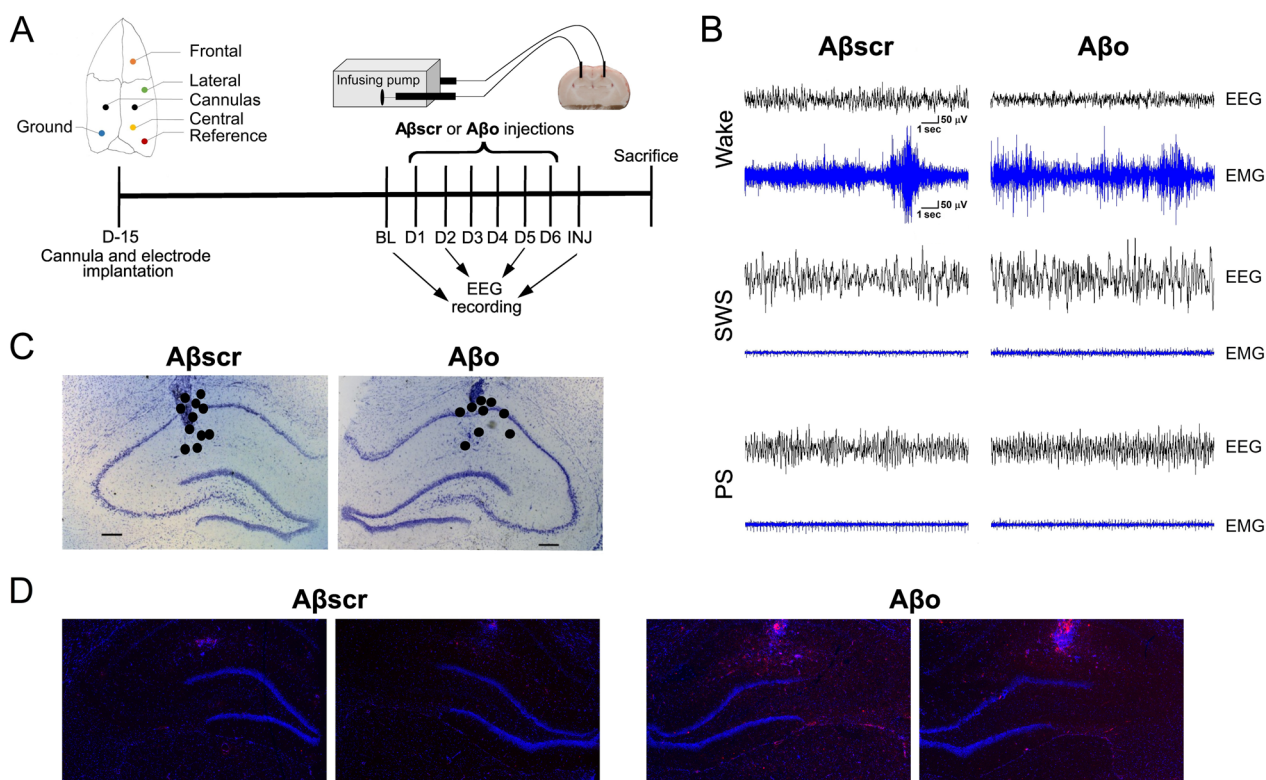 A
Frontal
Lateral
Cannulas
Central
Reference
Ground
Infusing pump
Aβscr or Aβo injections
Sacrifice
D-15
Cannula and electrode
implantation
BL D1 D2 D3 D4 D5 D6 INJ
EEG
recording
B
Aβscr Aβo
Wake
EEG
50 µV
1 sec
EMG
50 µV
1 sec
SWS
EEG
EMG
PS
EEG
EMG
C
Aβscr Aβo
D
Aβscr Aβo